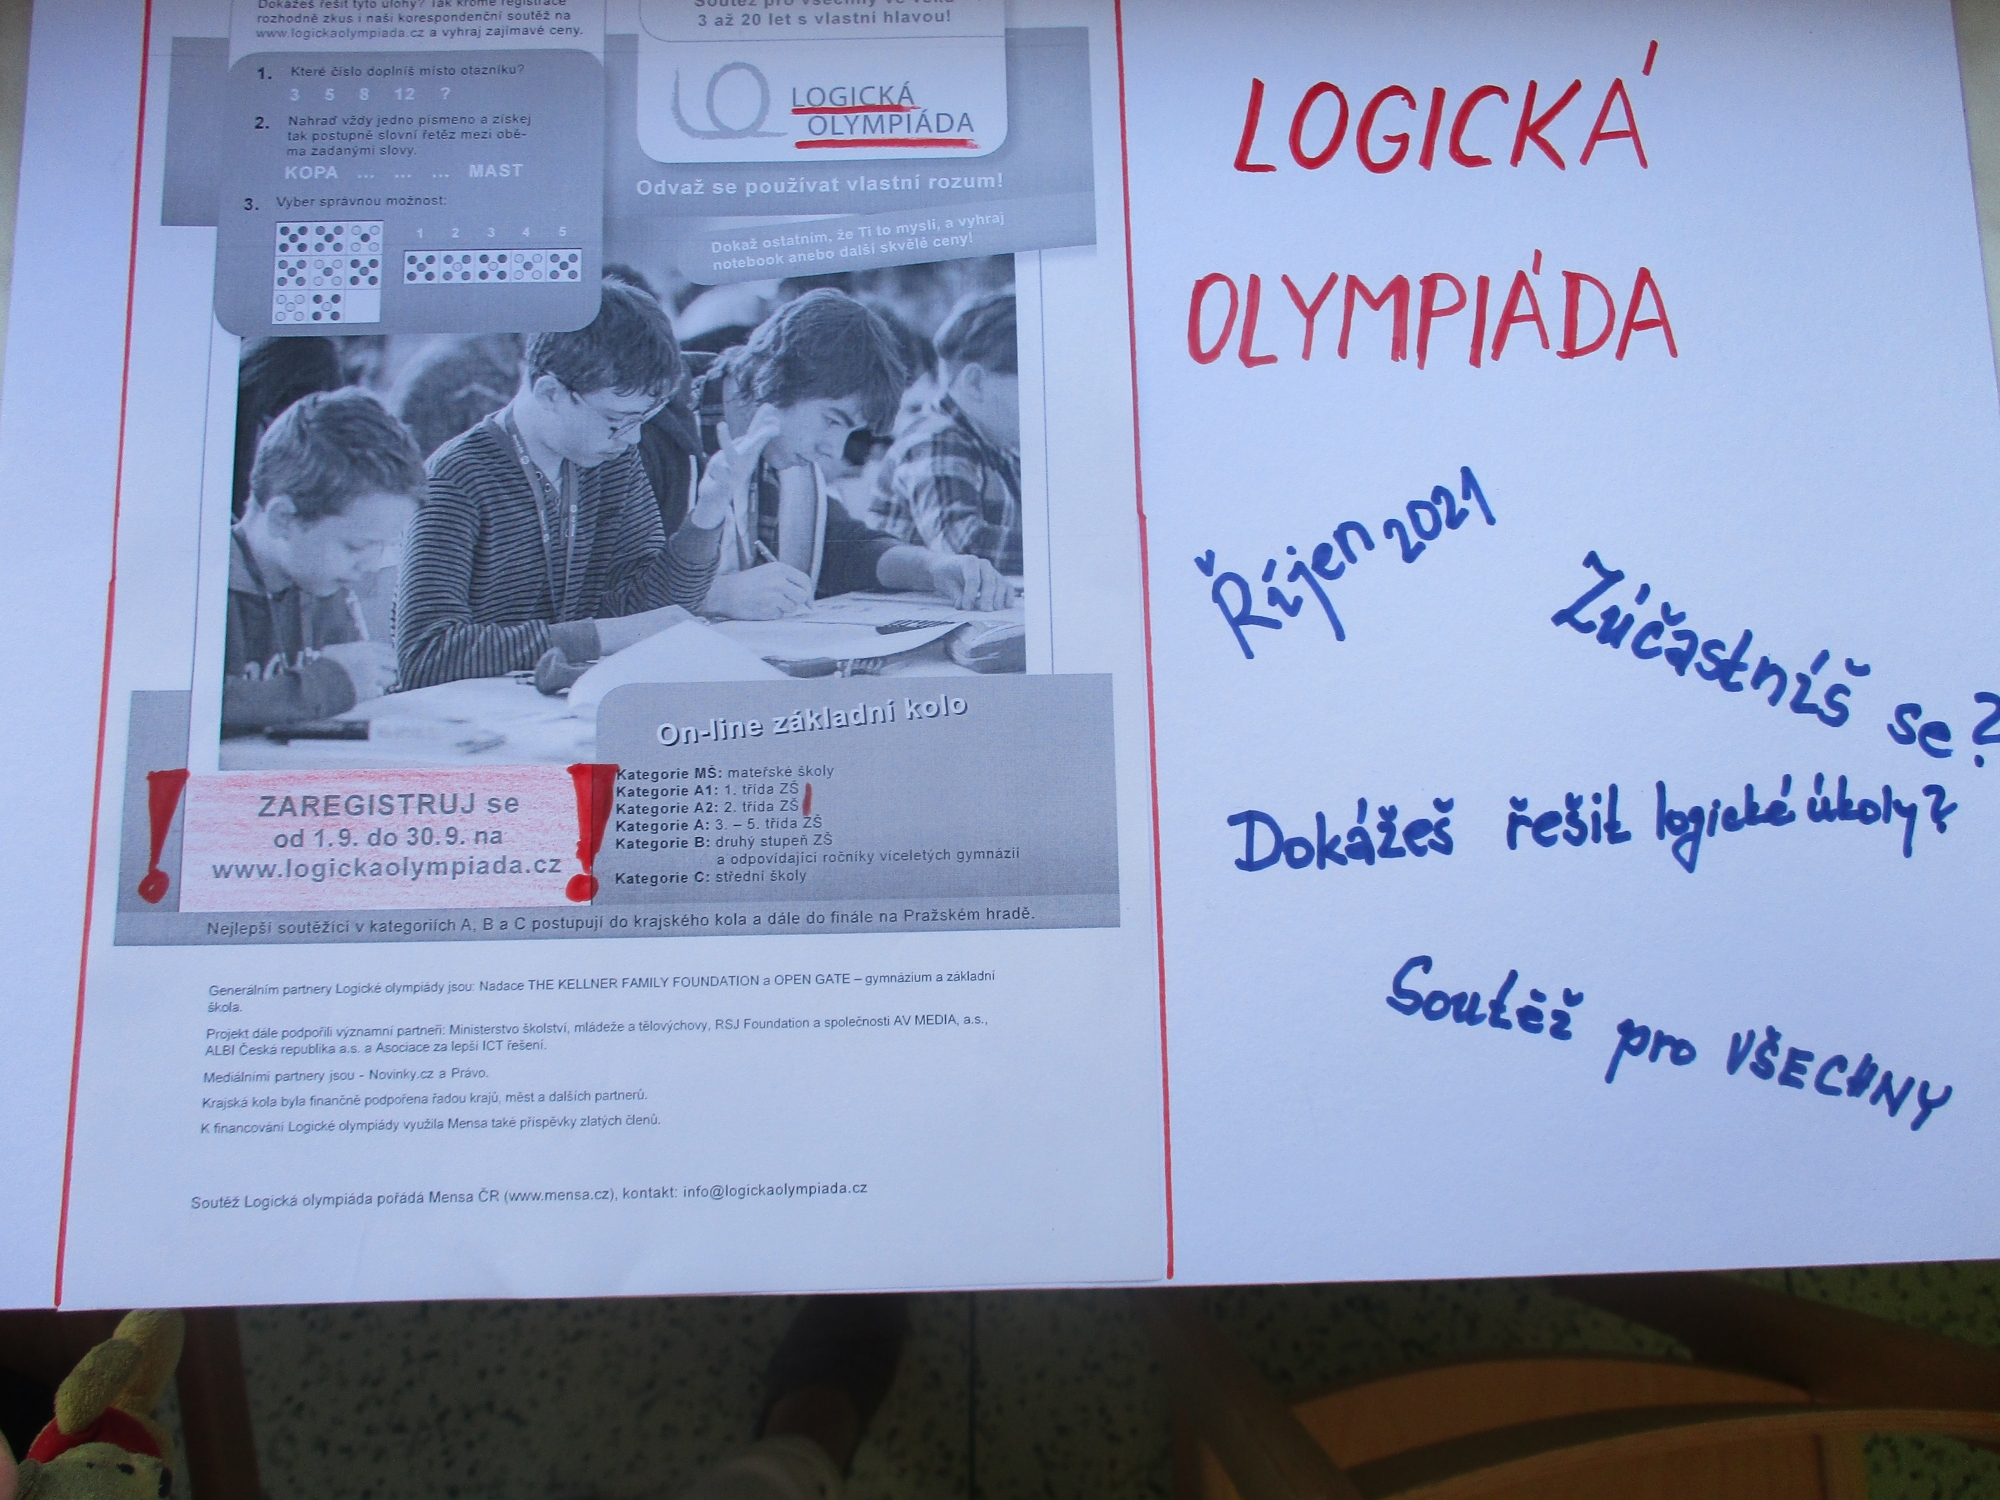 Dokážeš řešit tyto úlohy? Tak kromě registrace
rozhodně zkus i naši korespondenční soutěž na
www.logickaolympiada.cz a vyhraj zajímavé ceny.
1. Které číslo doplníš místo otazníku?
3 5 8 12 ?
2. Nahraď vždy jedno písmeno a získej
tak postupně slovní řetěz mezi obě-
ma zadanými slovy.
KOPA ... ... ... MAST
3. Vyber správnou možnost:
1 2 3 4 5
Soutěž pro všechny ve věku
3 až 20 let s vlastní hlavou!
LOGICKÁ
OLYMPIÁDA
Odvaž se používat vlastní rozum!
Dokaž ostatním, že Ti to myslí, a vyhraj
notebook anebo další skvělé ceny!
On-line základní kolo
Kategorie MŠ: mateřské školy
Kategorie A1: 1. třída ZŠ
Kategorie A2: 2. třída ZŠ
Kategorie A: 3. – 5. třída ZŠ
Kategorie B: druhý stupeň ZŠ
a odpovídající ročníky víceletých gymnázií
Kategorie C: střední školy
! ZAREGISTRUJ se !
od 1.9. do 30.9. na
www.logickaolympiada.cz
Nejlepší soutěžící v kategoriích A, B a C postupují do krajského kola a dále do finále na Pražském hradě.
Generálním partnery Logické olympiády jsou: Nadace THE KELLNER FAMILY FOUNDATION a OPEN GATE – gymnázium a základní
škola.
Projekt dále podpořili významní partneři: Ministerstvo školství, mládeže a tělovýchovy, RSJ Foundation a společnosti AV MEDIA, a.s.,
ALBI Česká republika a.s. a Asociace za lepší ICT řešení.
Mediálními partnery jsou - Novinky.cz a Právo.
Krajská kola byla finančně podpořena řadou krajů, měst a dalších partnerů.
K financování Logické olympiády využila Mensa také příspěvky zlatých členů.
Soutěž Logická olympiáda pořádá Mensa ČR (www.mensa.cz), kontakt: info@logickaolympiada.cz
LOGICKÁ
OLYMPIÁDA
Říjen 2021
Zúčastníš se?
Dokážeš řešit logické úkoly?
Soutěž pro VŠECHNY